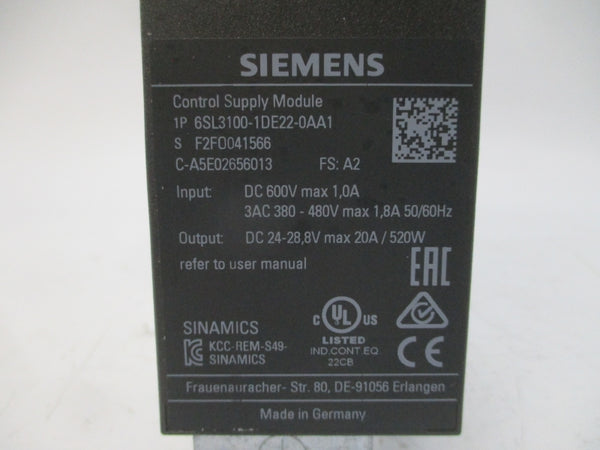 SIEMENS
Control Supply Module
1P 6SL3100-1DE22-0AA1
S F2FO041566
C-A5E02656013 FS: A2
Input: DC 600V max 1,0A
3AC 380 - 480V max 1,8A 50/60Hz
Output: DC 24-28,8V max 20A / 520W
refer to user manual
EAC
C UL US
LISTED
IND.CONT.EQ.
22CB
SINAMICS
KCC-REM-S49-
SINAMICS
CE
Frauenauracher- Str. 80, DE-91056 Erlangen
Made in Germany